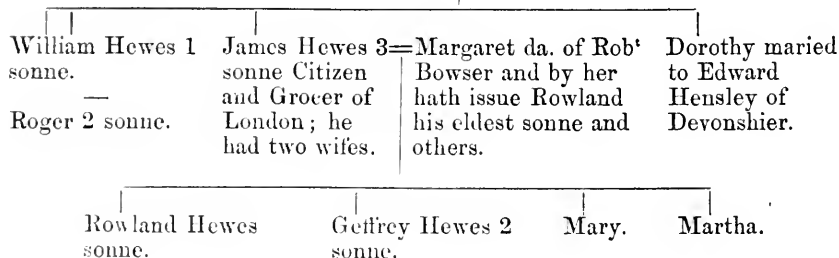 William Hewes 1
sonne.
—
Roger 2 sonne.
James Hewes 3=
sonne Citizen
and Grocer of
London; he
had two wifes.
Margaret da. of Robᵗ
Bowser and by her
hath issue Rowland
his eldest sonne and
others.
Dorothy maried
to Edward
Hensley of
Devonshier.
Rowland Hewes
sonne.
Geffrey Hewes 2
sonne.
Mary.
Martha.